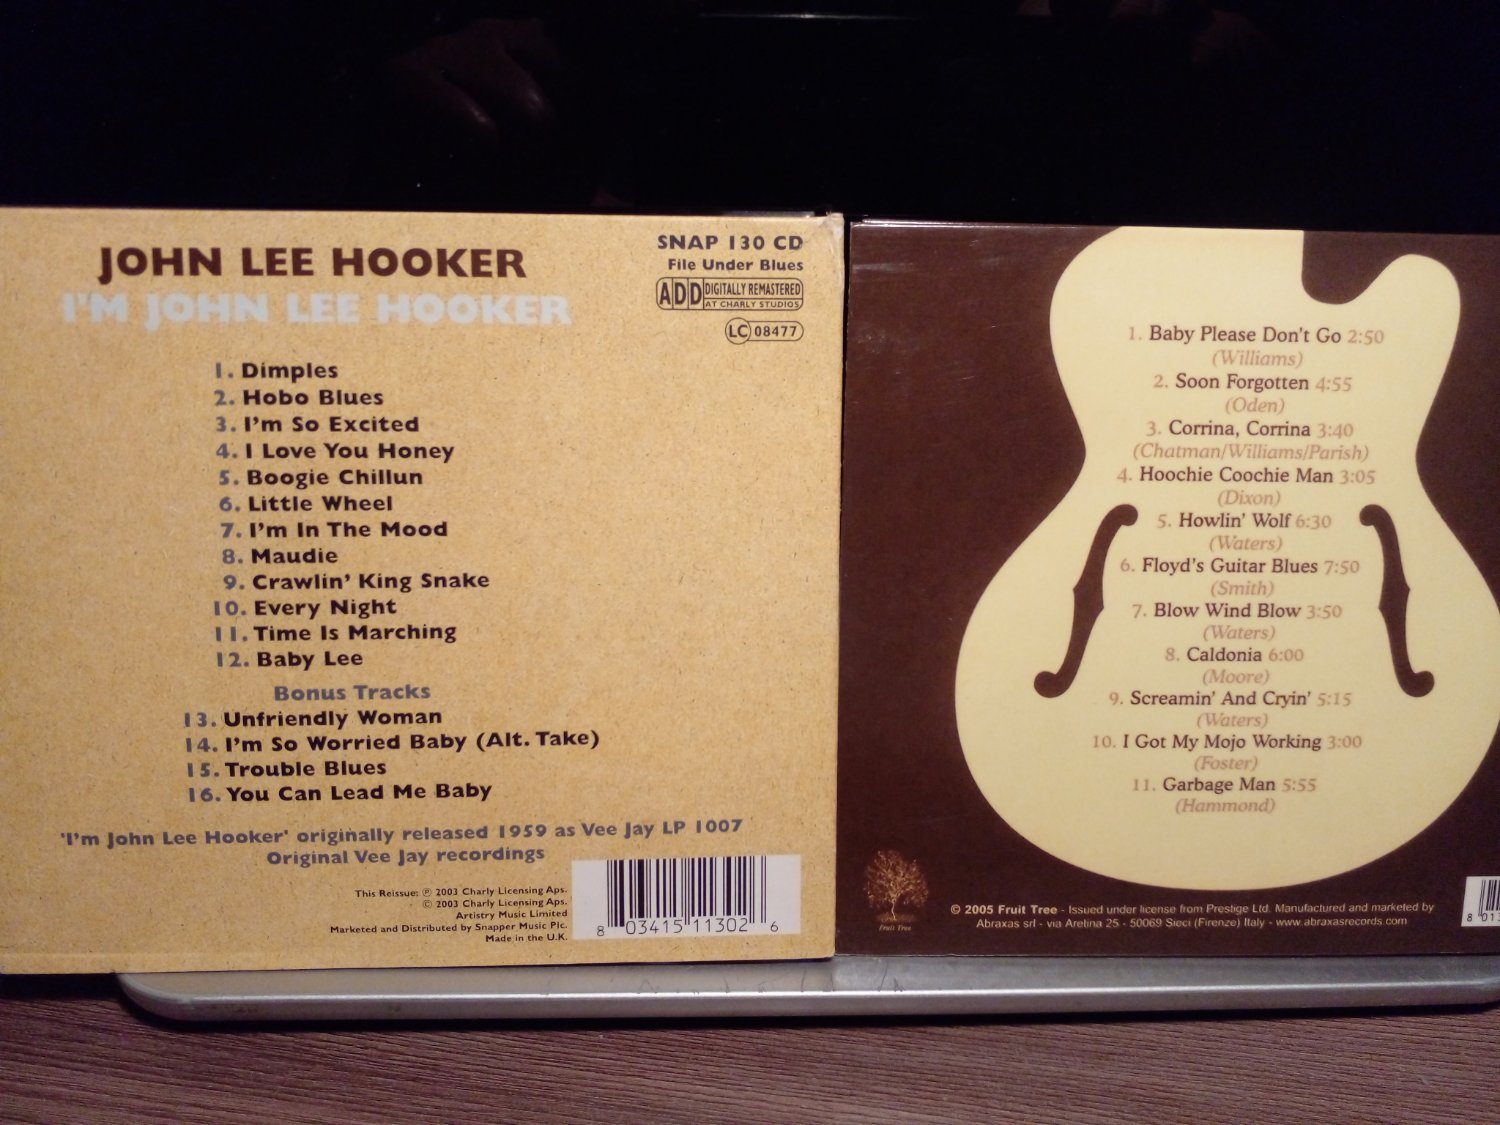 JOHN LEE HOOKER
I'M JOHN LEE HOOKER
SNAP 130 CD
File Under Blues
ADD DIGITALLY REMASTERED
AT CHARLY STUDIOS
LC 08477
1. Dimples
2. Hobo Blues
3. I'm So Excited
4. I Love You Honey
5. Boogie Chillun
6. Little Wheel
7. I'm In The Mood
8. Maudie
9. Crawlin' King Snake
10. Every Night
11. Time Is Marching
12. Baby Lee
Bonus Tracks
13. Unfriendly Woman
14. I'm So Worried Baby (Alt. Take)
15. Trouble Blues
16. You Can Lead Me Baby
'I'm John Lee Hooker' originally released 1959 as Vee Jay LP 1007
Original Vee Jay recordings
This Reissue: ℗ 2003 Charly Licensing Aps.
© 2003 Charly Licensing Aps.
Artistry Music Limited
Marketed and Distributed by Snapper Music Plc.
Made in the U.K.
8 03415 11302 6
1. Baby Please Don't Go 2:50
(Williams)
2. Soon Forgotten 4:55
(Oden)
3. Corrina, Corrina 3:40
(Chatman/Williams/Parish)
4. Hoochie Coochie Man 3:05
(Dixon)
5. Howlin' Wolf 6:30
(Waters)
6. Floyd's Guitar Blues 7:50
(Smith)
7. Blow Wind Blow 3:50
(Waters)
8. Caldonia 6:00
(Moore)
9. Screamin' And Cryin' 5:15
(Waters)
10. I Got My Mojo Working 3:00
(Foster)
11. Garbage Man 5:55
(Hammond)
Fruit Tree
© 2005 Fruit Tree - Issued under license from Prestige Ltd. Manufactured and marketed by
Abraxas srl - via Aretina 25 - 50069 Sieci (Firenze) Italy - www.abraxasrecords.com
8 013